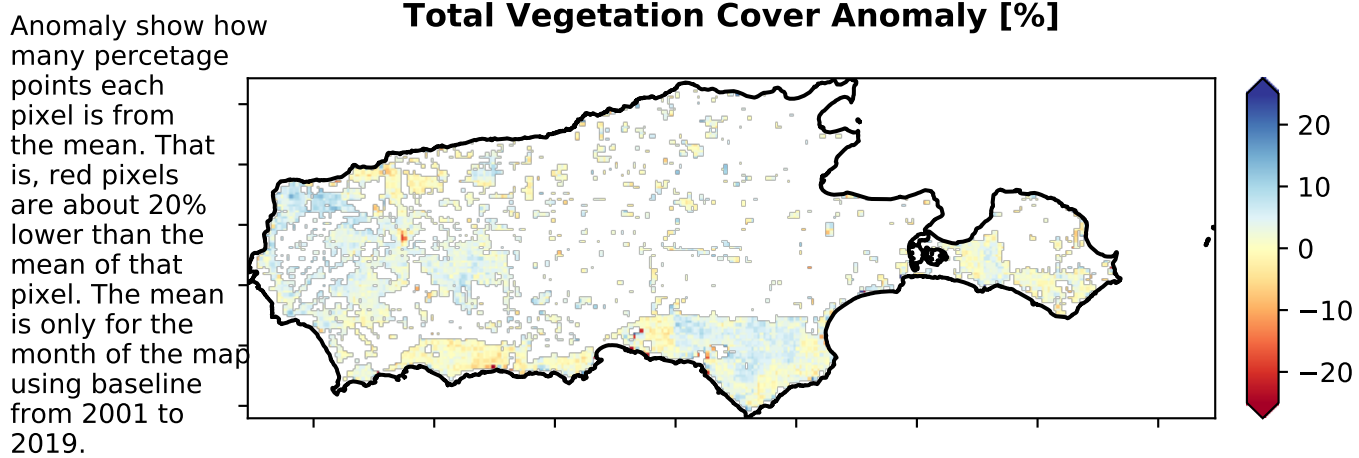 Total Vegetation Cover Anomaly [%]
Anomaly show how
many percetage
points each
pixel is from
the mean. That
is, red pixels
are about 20%
lower than the
mean of that
pixel. The mean
is only for the
month of the map
using baseline
from 2001 to
2019.
20
10
0
−10
−20